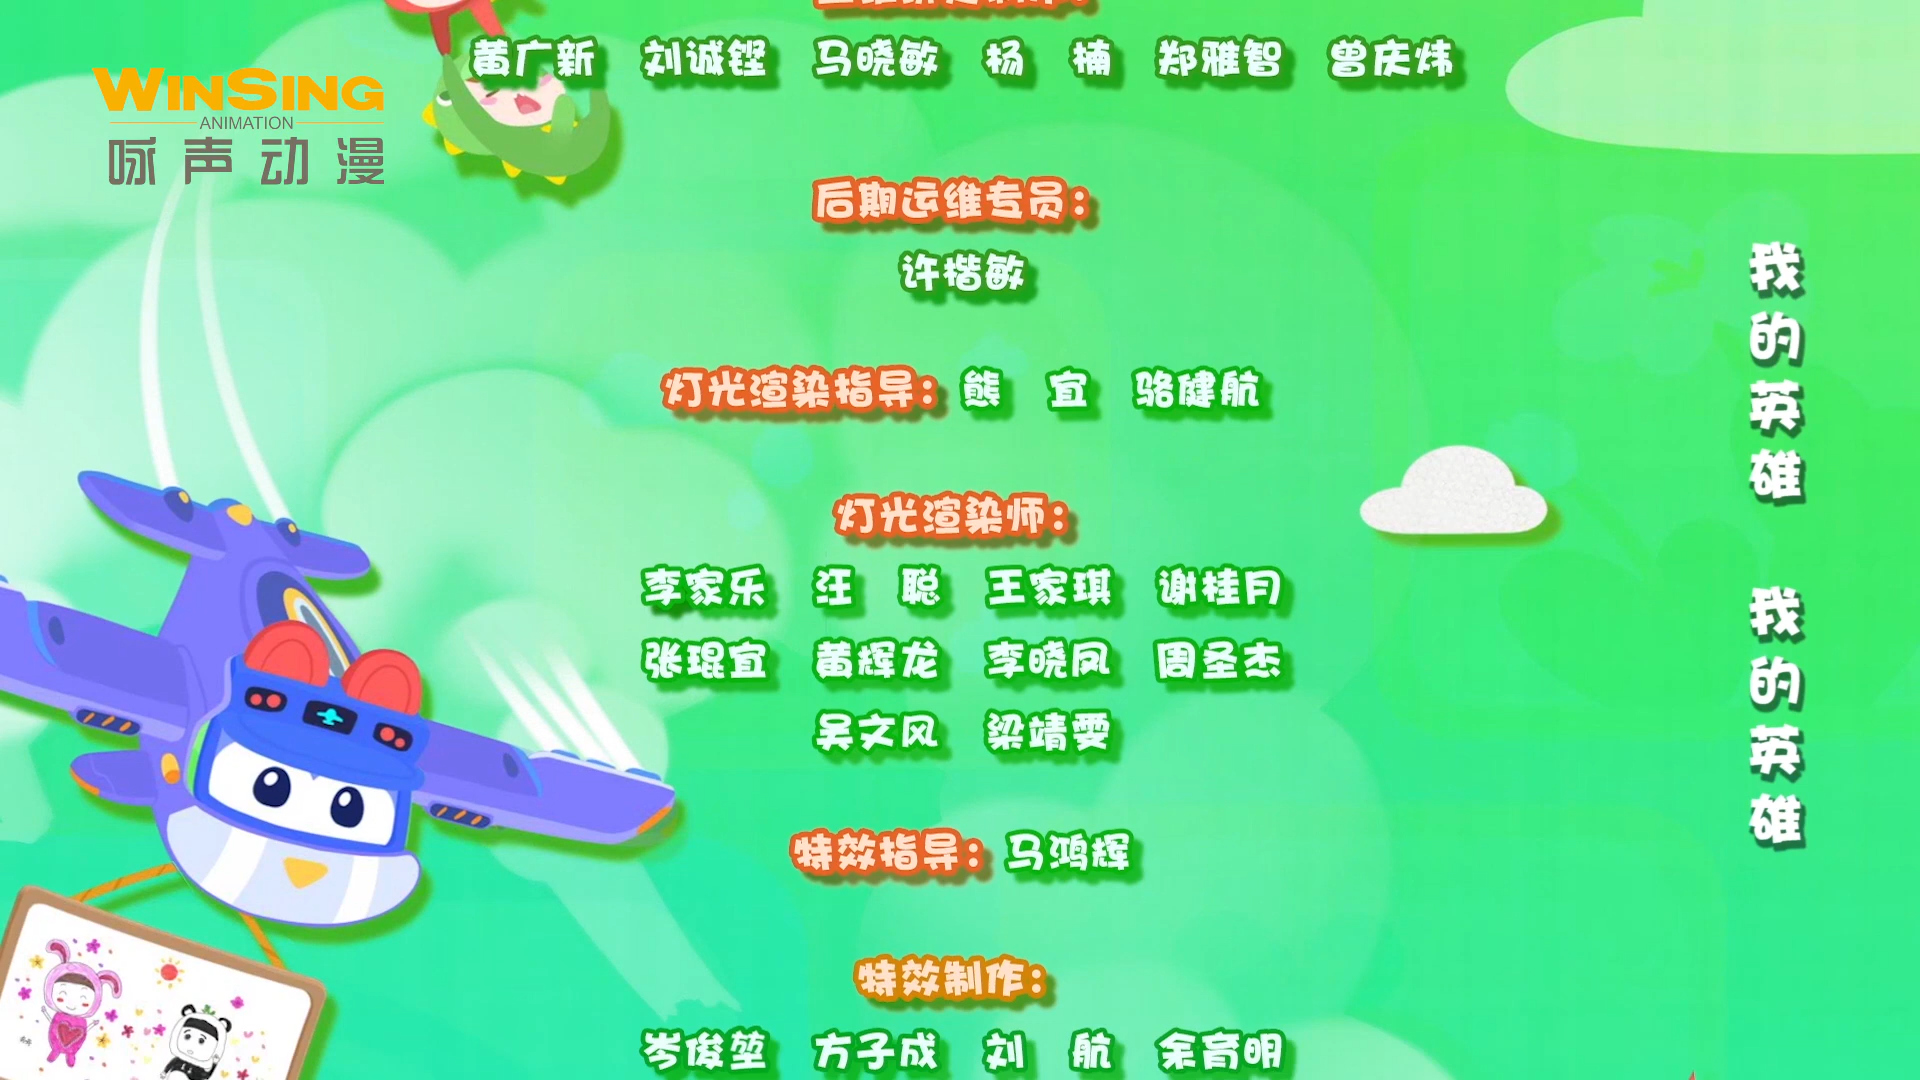 黄广新 刘诚铿 马晓敏 杨 楠 郑雅智 曾庆炜
WINSING
ANIMATION
咏声动漫
后期运维专员：
许楷敏
灯光渲染指导：熊 宜 骆健航
灯光渲染师：
李家乐 汪 聪 王家琪 谢桂月
张琨宜 黄辉龙 李晓凤 周圣杰
吴文风 梁靖雯
特效指导：马鸿辉
特效制作：
岑俊堃 方子成 刘 航 余育明
我的英雄 我的英雄